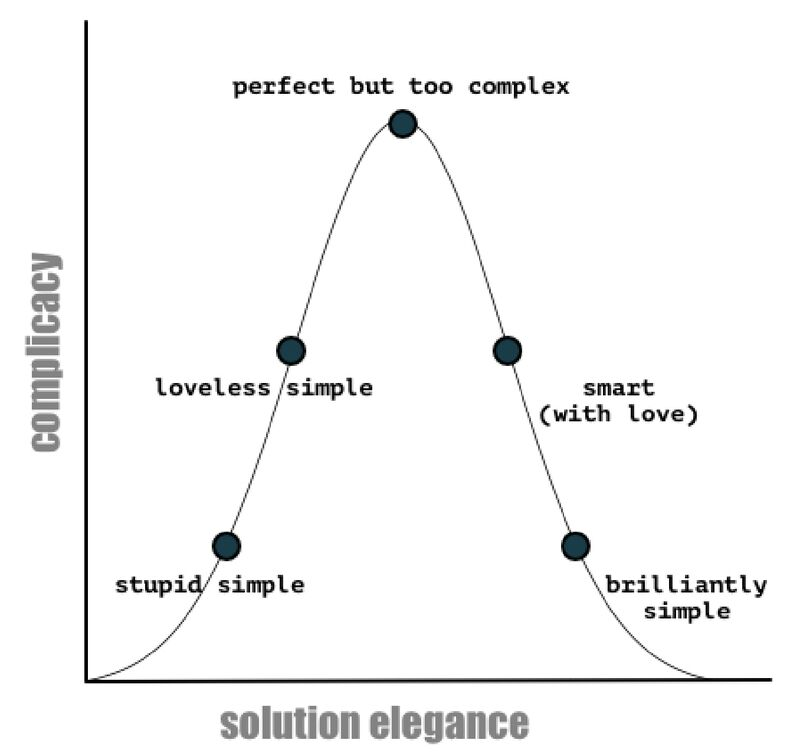 perfect but too complex
complicacy
loveless simple
smart
(with love)
stupid simple
brilliantly
simple
solution elegance